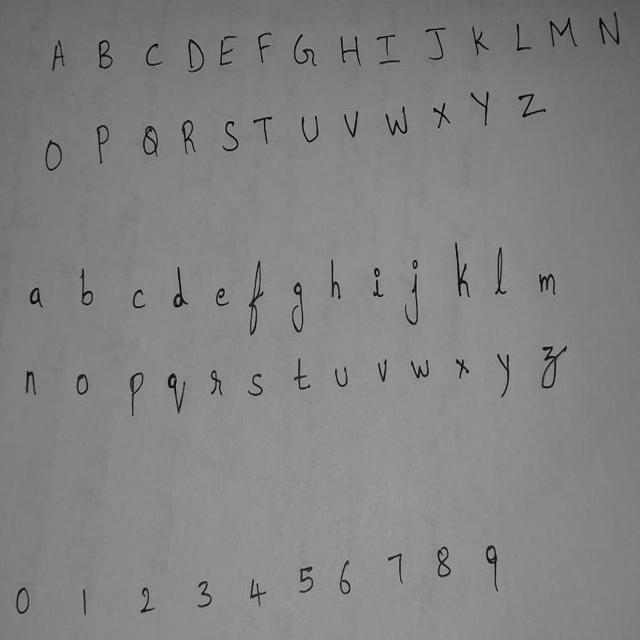 A B C D E F G H I J K L M N
O P Q R S T U V W X Y Z
a b c d e f g h i j k l m
n o p q r s t u v w x y z
0 1 2 3 4 5 6 7 8 9